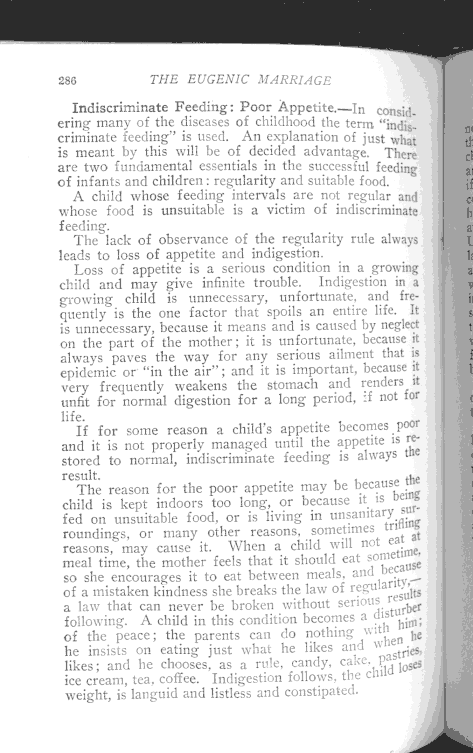 286 THE EUGENIC MARRIAGE
Indiscriminate Feeding: Poor Appetite.—In consid-
ering many of the diseases of childhood the term "indis-
criminate feeding" is used. An explanation of just what
is meant by this will be of decided advantage. There
are two fundamental essentials in the successful feeding
of infants and children: regularity and suitable food.
A child whose feeding intervals are not regular and
whose food is unsuitable is a victim of indiscriminate
feeding.
The lack of observance of the regularity rule always
leads to loss of appetite and indigestion.
Loss of appetite is a serious condition in a growing
child and may give infinite trouble. Indigestion in a
growing child is unnecessary, unfortunate, and fre-
quently is the one factor that spoils an entire life. It
is unnecessary, because it means and is caused by neglect
on the part of the mother; it is unfortunate, because it
always paves the way for any serious ailment that is
epidemic or "in the air"; and it is important, because it
very frequently weakens the stomach and renders it
unfit for normal digestion for a long period, if not for
life.
If for some reason a child's appetite becomes poor
and it is not properly managed until the appetite is re-
stored to normal, indiscriminate feeding is always the
result.
The reason for the poor appetite may be because the
child is kept indoors too long, or because it is being
fed on unsuitable food, or is living in unsanitary sur-
roundings, or many other reasons, sometimes trifling
reasons, may cause it. When a child will not eat at
meal time, the mother feels that it should eat sometime,
so she encourages it to eat between meals, and because
of a mistaken kindness she breaks the law of regularity,—
a law that can never be broken without serious results
following. A child in this condition becomes a disturber
of the peace; the parents can do nothing with him;
he insists on eating just what he likes and when he
likes; and he chooses, as a rule, candy, cake, pastries,
ice cream, tea, coffee. Indigestion follows, the child loses
weight, is languid and listless and constipated.